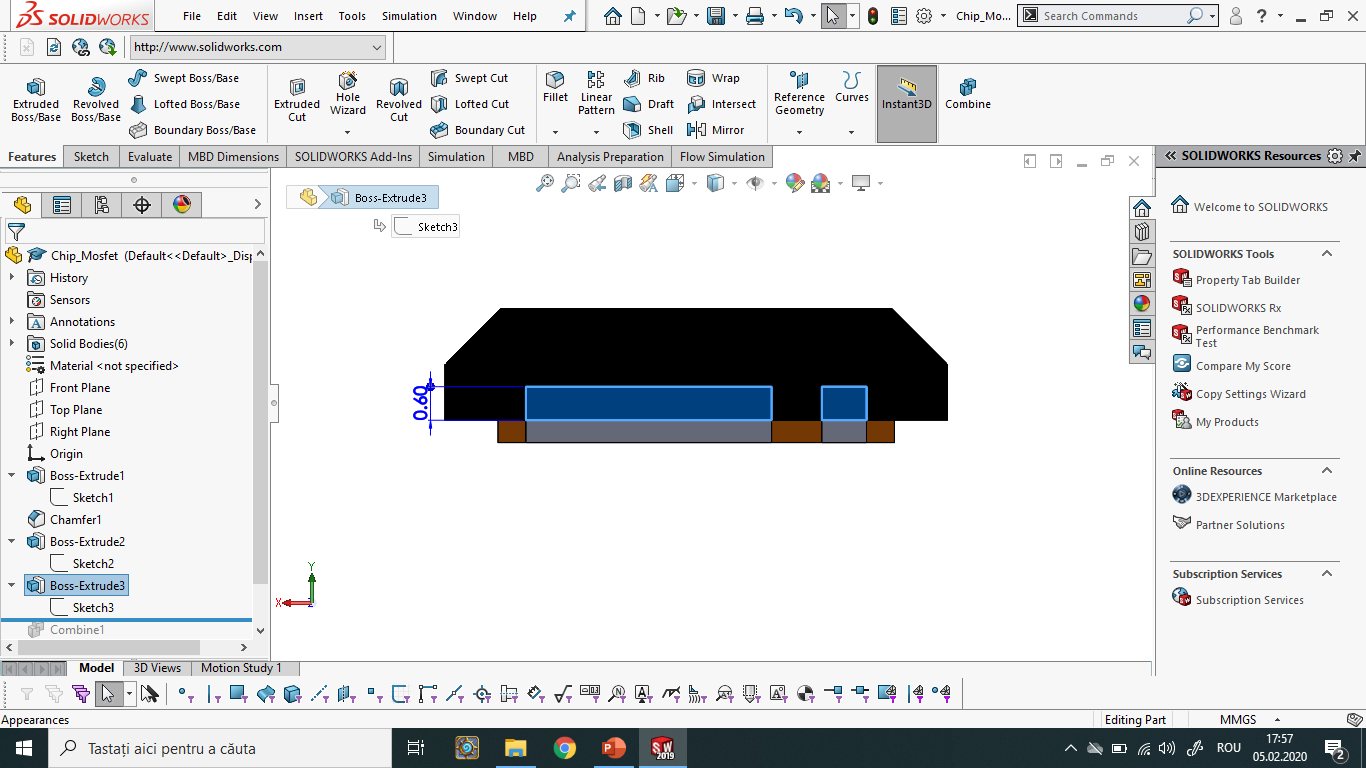 SOLIDWORKS File Edit View Insert Tools Simulation Window Help Chip_Mo... Search Commands
http://www.solidworks.com
Extruded Boss/Base
Revolved Boss/Base
Swept Boss/Base
Lofted Boss/Base
Boundary Boss/Base
Extruded Cut
Hole Wizard
Revolved Cut
Swept Cut
Lofted Cut
Boundary Cut
Fillet
Linear Pattern
Rib
Draft
Shell
Wrap
Intersect
Mirror
Reference Geometry
Curves
Instant3D
Combine
Features Sketch Evaluate MBD Dimensions SOLIDWORKS Add-Ins Simulation MBD Analysis Preparation Flow Simulation
Chip_Mosfet (Default<<Default>_Disp
History
Sensors
Annotations
Solid Bodies(6)
Material <not specified>
Front Plane
Top Plane
Right Plane
Origin
Boss-Extrude1
Sketch1
Chamfer1
Boss-Extrude2
Sketch2
Boss-Extrude3
Sketch3
Combine1
Boss-Extrude3
Sketch3
0.60
Y
X
Z
SOLIDWORKS Resources
Welcome to SOLIDWORKS
SOLIDWORKS Tools
Property Tab Builder
SOLIDWORKS Rx
Performance Benchmark
Test
Compare My Score
Copy Settings Wizard
My Products
Online Resources
3DEXPERIENCE Marketplace
Partner Solutions
Subscription Services
Subscription Services
Model 3D Views Motion Study 1
Appearances Editing Part MMGS
Tastați aici pentru a căuta
2019
ROU
17:57
05.02.2020
2